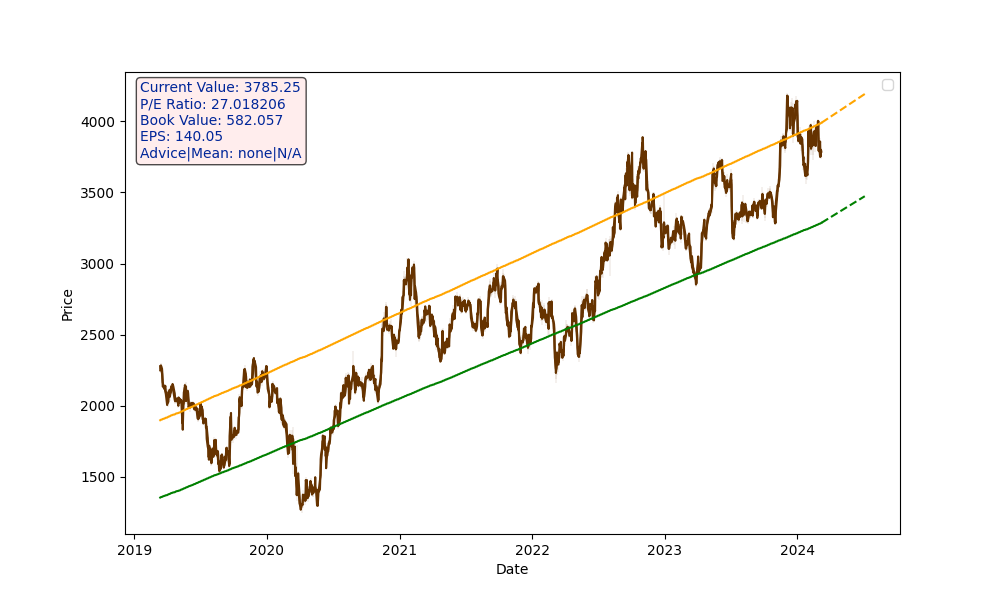 Current Value: 3785.25
P/E Ratio: 27.018206
Book Value: 582.057
EPS: 140.05
Advice|Mean: none|N/A
4000
3500
3000
2500
2000
1500
Price
2019 2020 2021 2022 2023 2024
Date